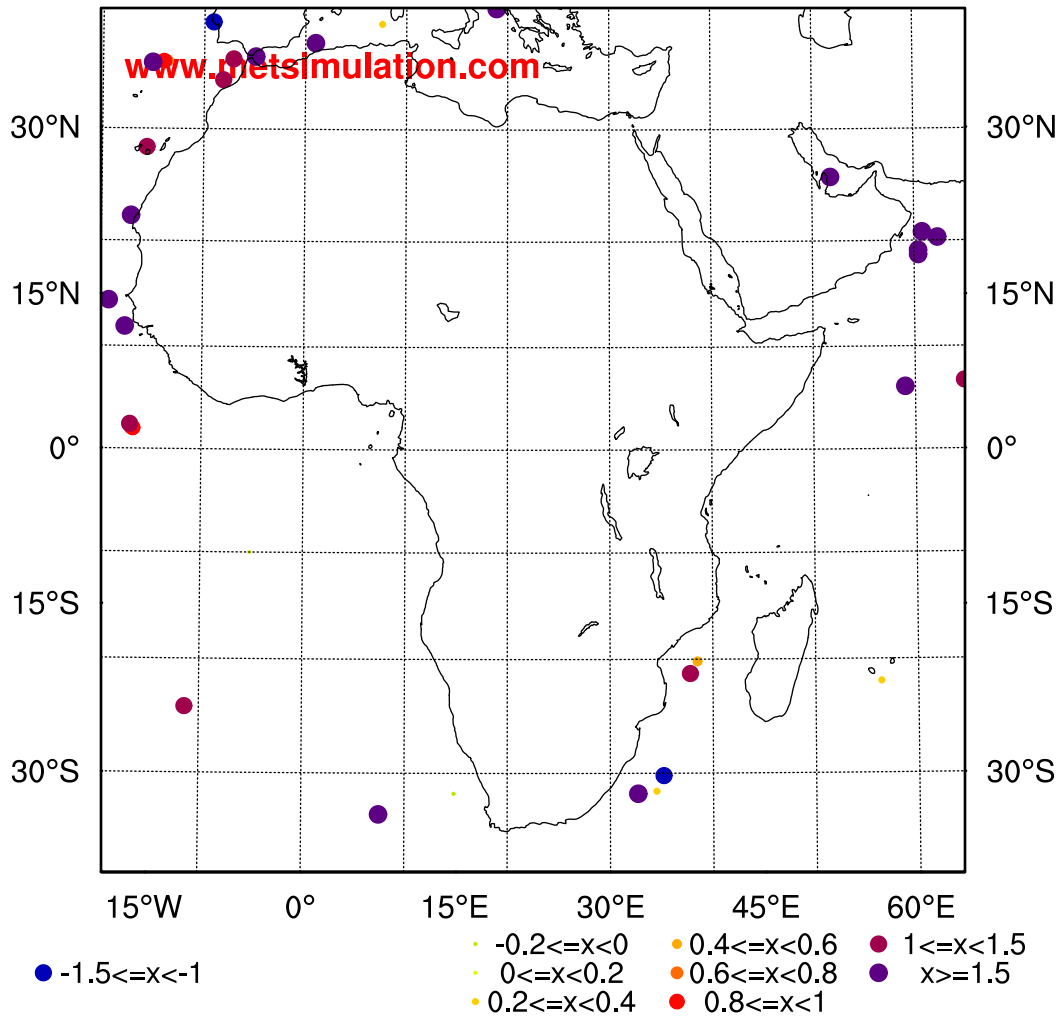 www.metsimulation.com
30°N 30°N
15°N 15°N
0° 0°
15°S 15°S
30°S 30°S
15°W 0° 15°E 30°E 45°E 60°E
-0.2<=x<0 0.4<=x<0.6 1<=x<1.5
-1.5<=x<-1 0<=x<0.2 0.6<=x<0.8 x>=1.5
0.2<=x<0.4 0.8<=x<1